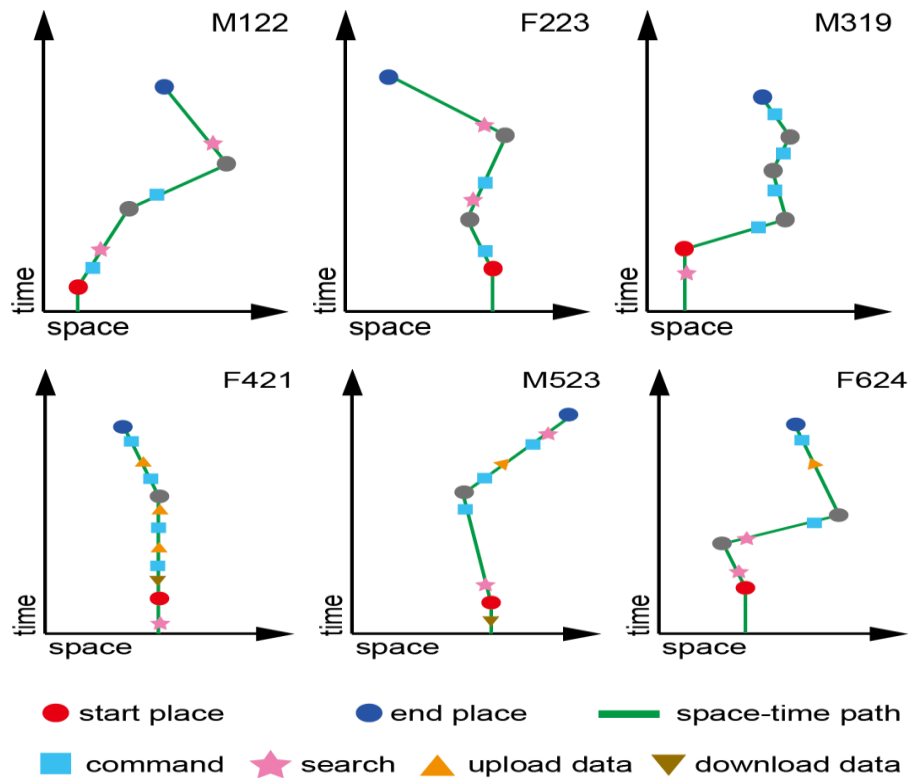 M122
F223
M319
time
space
time
space
time
space
F421
M523
F624
time
space
time
space
time
space
start place
end place
space-time path
command
search
upload data
download data